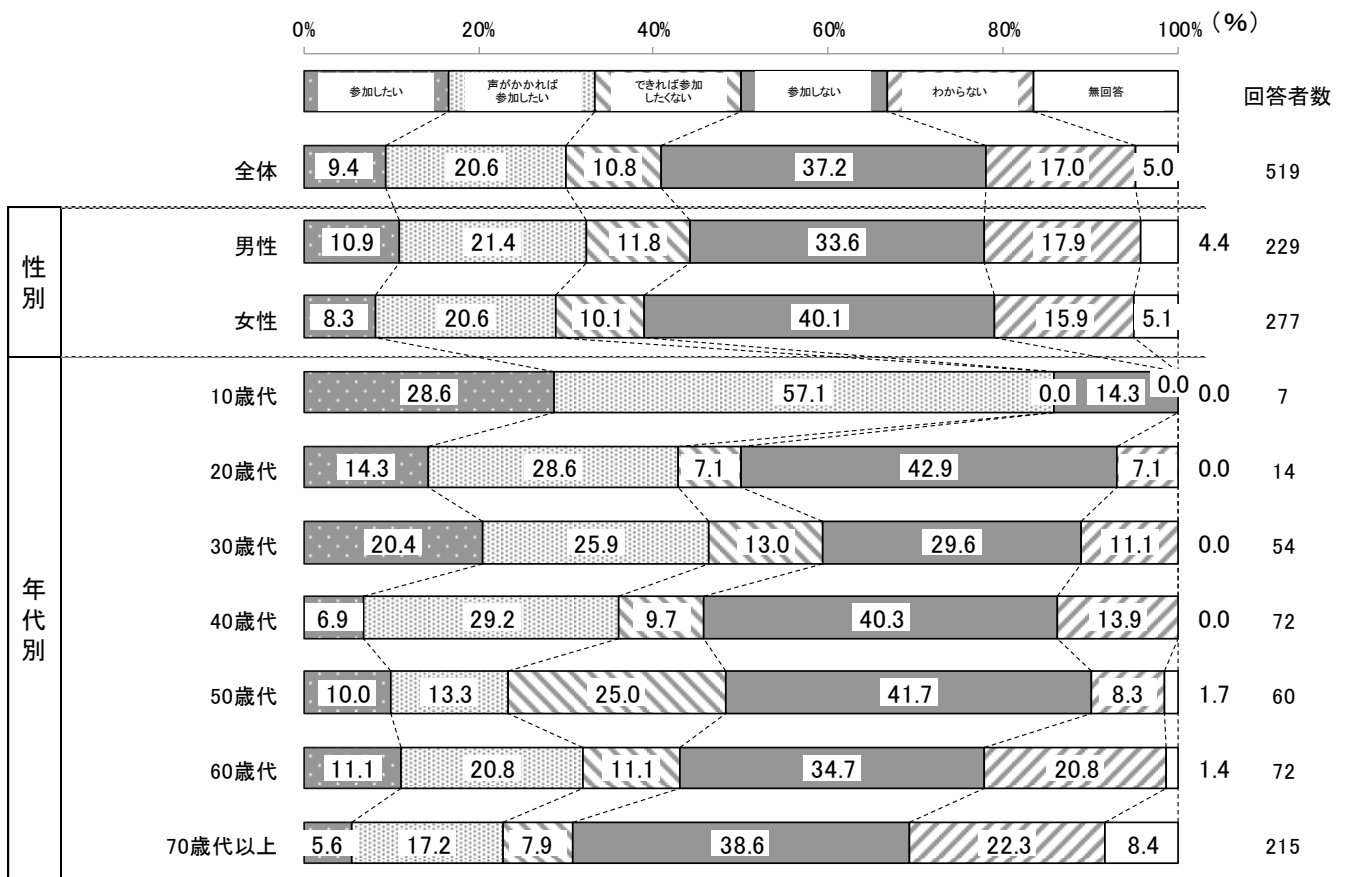 0% 20% 40% 60% 80% 100% (%)
参加したい 声がかかれば 参加したい できれば参加 したくない 参加しない わからない 無回答 回答者数
全体 9.4 20.6 10.8 37.2 17.0 5.0 519
性別
男性 10.9 21.4 11.8 33.6 17.9 4.4 229
女性 8.3 20.6 10.1 40.1 15.9 5.1 277
年代別
10歳代 28.6 57.1 0.0 14.3 0.0 0.0 7
20歳代 14.3 28.6 7.1 42.9 7.1 0.0 14
30歳代 20.4 25.9 13.0 29.6 11.1 0.0 54
40歳代 6.9 29.2 9.7 40.3 13.9 0.0 72
50歳代 10.0 13.3 25.0 41.7 8.3 1.7 60
60歳代 11.1 20.8 11.1 34.7 20.8 1.4 72
70歳代以上 5.6 17.2 7.9 38.6 22.3 8.4 215